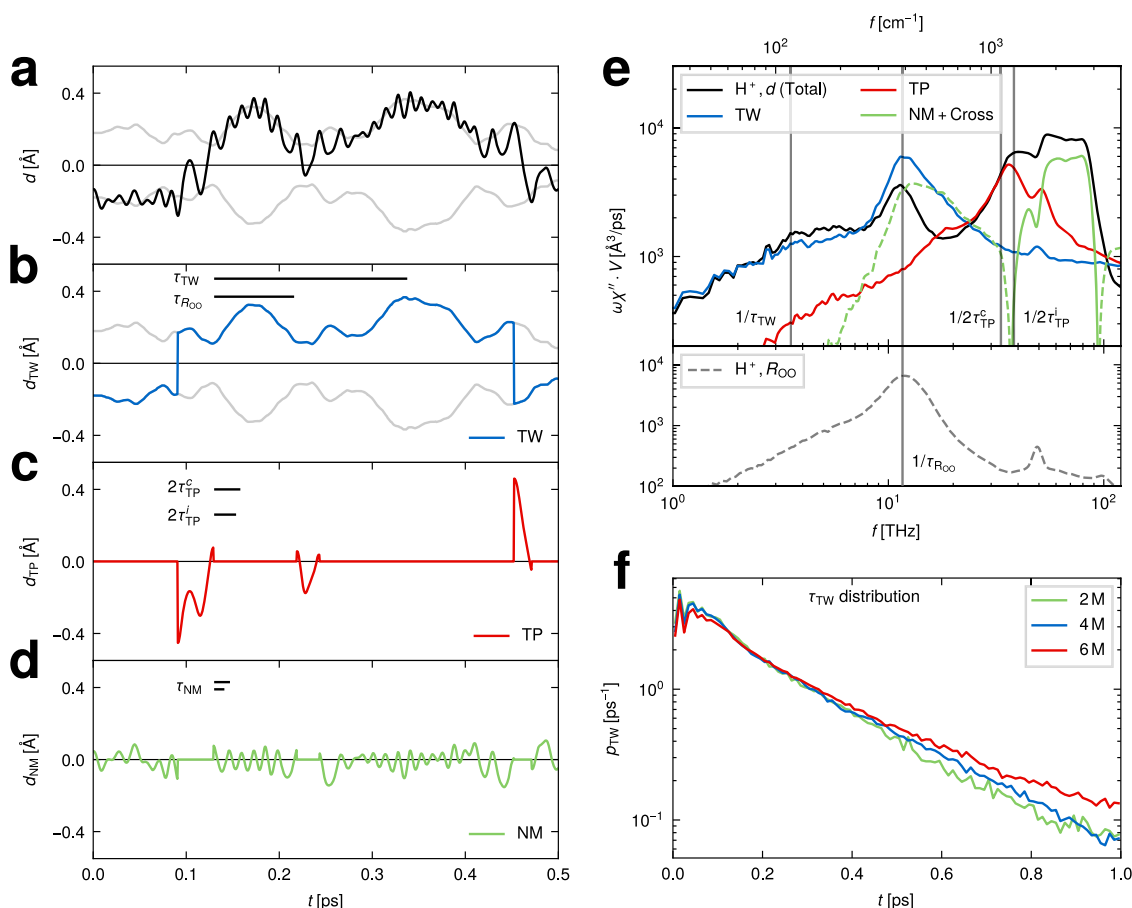 a
d [Å]
0.4
0.0
−0.4
b
d_TW [Å]
0.4
0.0
−0.4
τ_TW
τ_R_OO
TW
c
d_TP [Å]
0.4
0.0
−0.4
2τ^c_TP
2τ^i_TP
TP
d
d_NM [Å]
0.4
0.0
−0.4
τ_NM
NM
0.0 0.1 0.2 0.3 0.4 0.5
t [ps]
e
f [cm⁻¹]
10² 10³
H⁺, d (Total)
TW
TP
NM + Cross
ωχ′′ · V [Å³/ps]
10⁴
10³
1/τ_TW
1/2τ^c_TP
1/2τ^i_TP
H⁺, R_OO
10⁴
10³
10²
1/τ_R_OO
10⁰ 10¹ 10²
f [THz]
f
τ_TW distribution
2 M
4 M
6 M
p_TW [ps⁻¹]
10⁰
10⁻¹
0.0 0.2 0.4 0.6 0.8 1.0
t [ps]